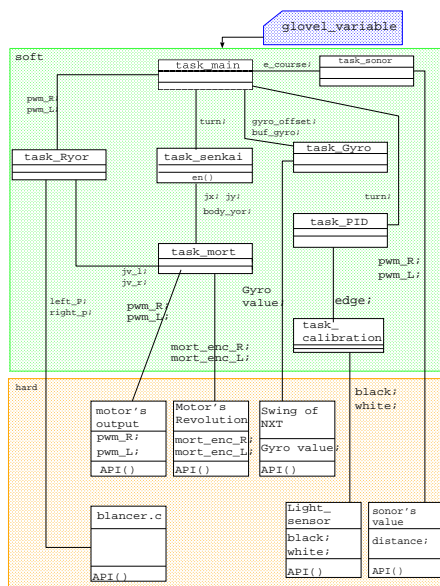 glovel_variable
soft
task_main
e_course;
task_sonor
pwm_R;
pwm_L;
turn;
gyro_offset;
buf_gyro;
task_Ryor
task_senkai
en()
task_Gyro
jx; jy;
body_yor;
turn;
task_PID
task_mort
jv_l;
jv_r;
left_P;
right_p;
pwm_R;
pwm_L;
Gyro
value;
edge;
pwm_R;
pwm_L;
mort_enc_R;
mort_enc_L;
task_
calibration
hard
black;
white;
motor's
output
pwm_R;
pwm_L;
API()
Motor's
Revolution
mort_enc_R;
mort_enc_L;
API()
Swing of
NXT
Gyro value;
API()
blancer.c
API()
Light_
sensor
black;
white;
API()
sonor's
value
distance;
API()